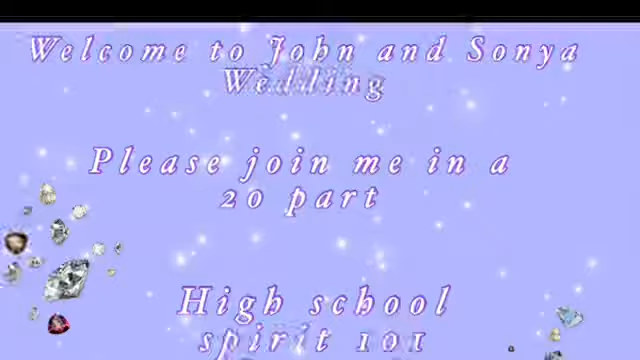 Welcome to John and Sonya
Wedding
Please join me in a
20 part
High school
spirit 101